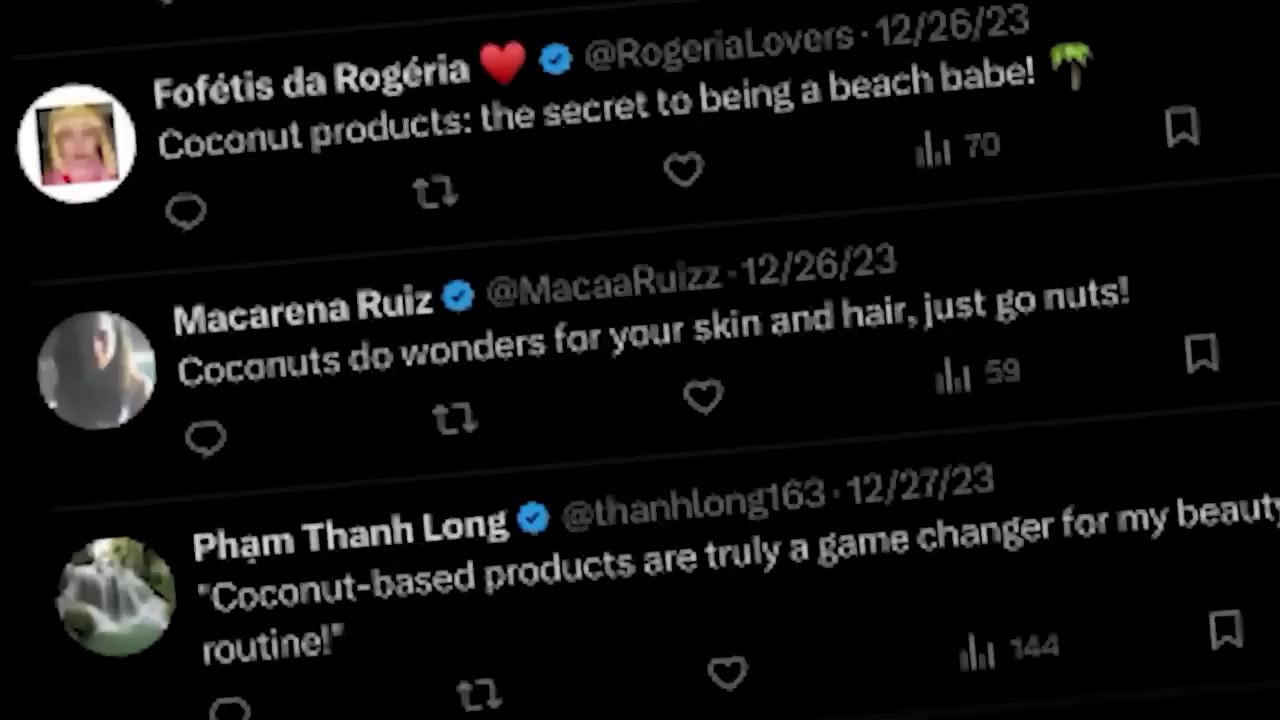 Fofétis da Rogéria ❤️ @RogeriaLovers · 12/26/23
Coconut products: the secret to being a beach babe! 🌴
70
Macarena Ruiz @MacaaRuizz · 12/26/23
Coconuts do wonders for your skin and hair, just go nuts!
59
Phạm Thanh Long @thanhlong163 · 12/27/23
"Coconut-based products are truly a game changer for my beauty
routine!"
144